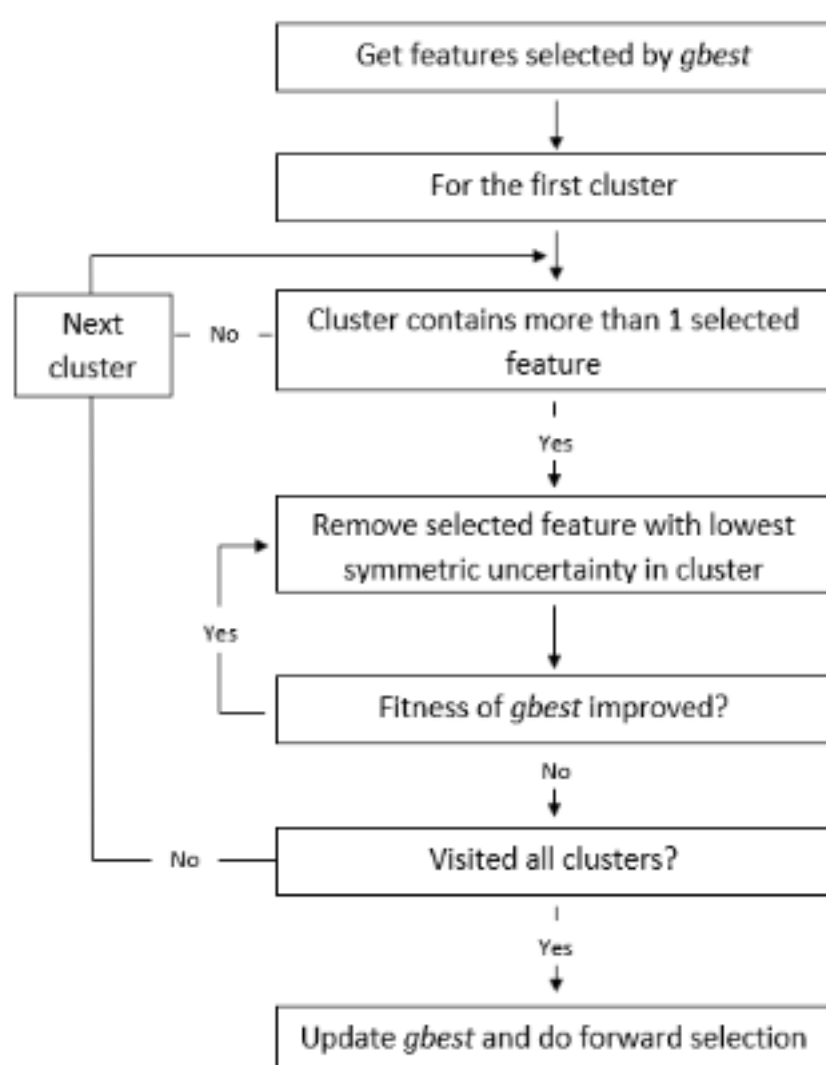 Get features selected by gbest
For the first cluster
Next
cluster
No
Cluster contains more than 1 selected
feature
Yes
Remove selected feature with lowest
symmetric uncertainty in cluster
Yes
Fitness of gbest improved?
No
Visited all clusters?
No
Yes
Update gbest and do forward selection